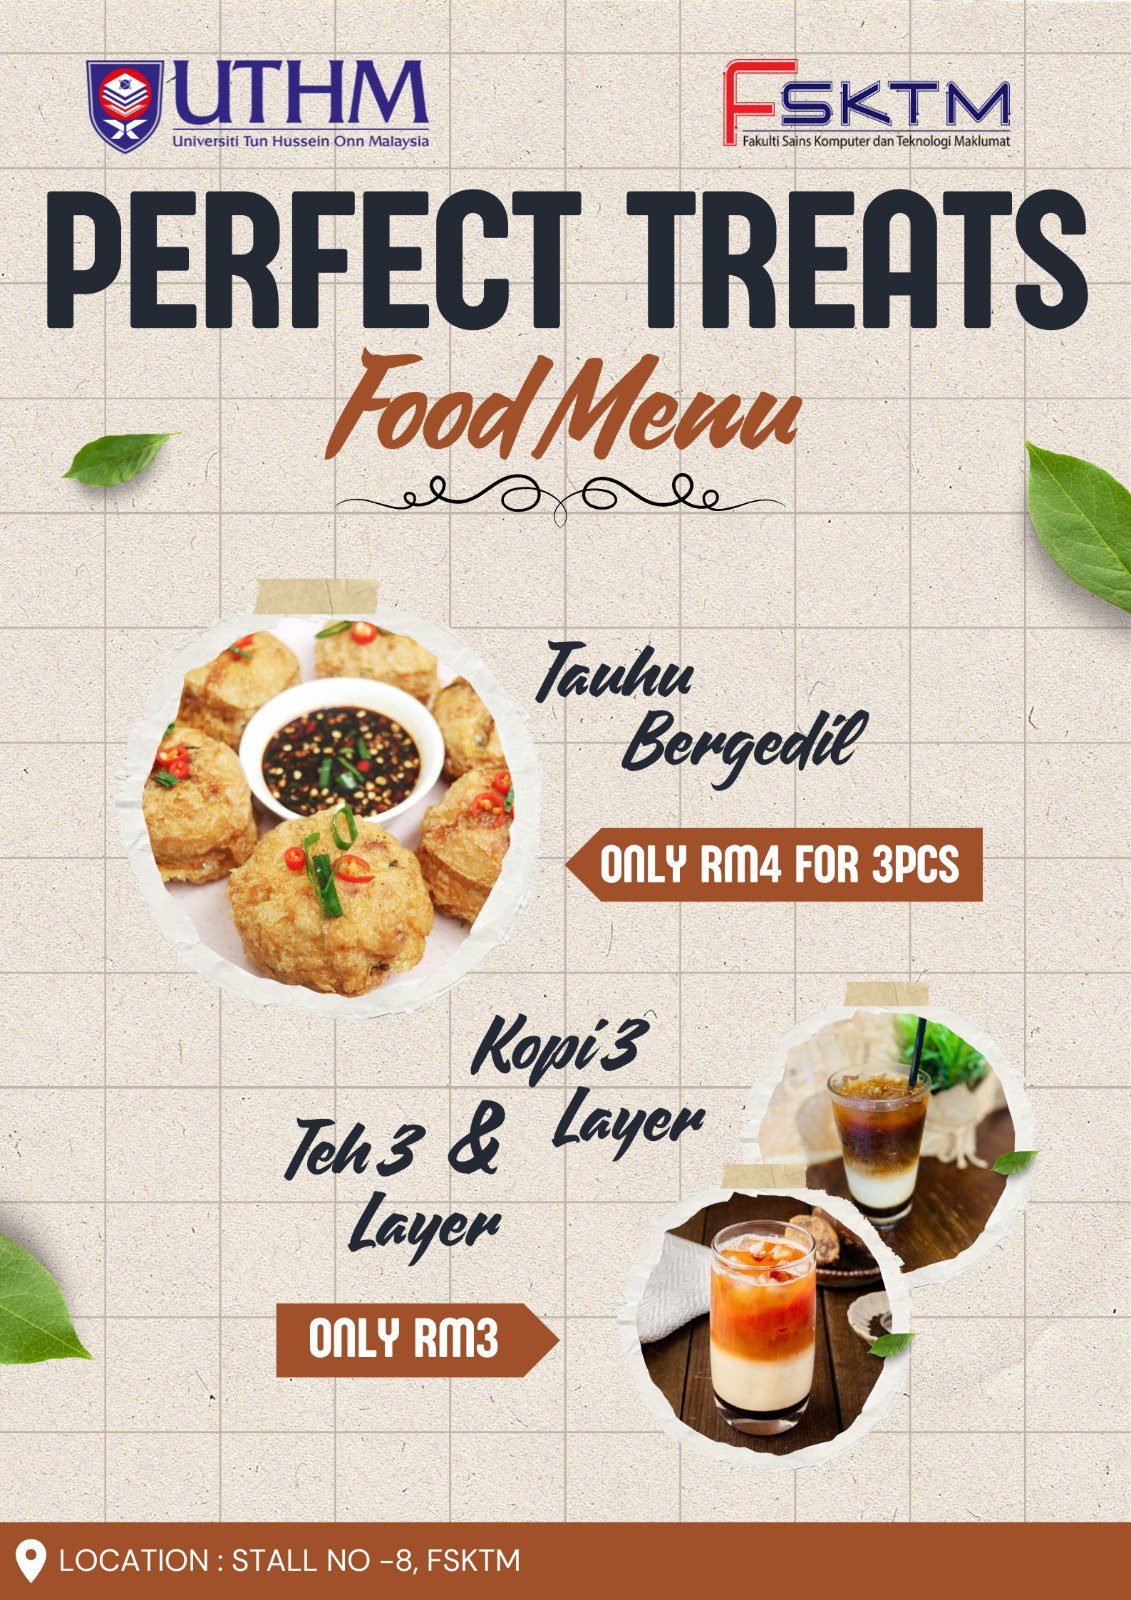 UTHM
Universiti Tun Hussein Onn Malaysia
FSKTM
Fakulti Sains Komputer dan Teknologi Maklumat
PERFECT TREATS
Food Menu
Tauhu
Bergedil
ONLY RM4 FOR 3PCS
Kopi 3
Layer
&
Teh 3
Layer
ONLY RM3
LOCATION : STALL NO -8, FSKTM